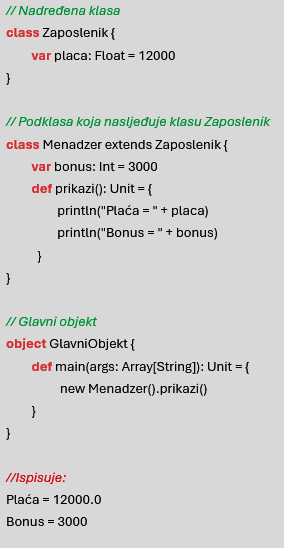 // Nadređena klasa
class Zaposlenik {
var placa: Float = 12000
}
// Podklasa koja nasljeđuje klasu Zaposlenik
class Menadzer extends Zaposlenik {
var bonus: Int = 3000
def prikazi(): Unit = {
println("Plaća = " + placa)
println("Bonus = " + bonus)
}
}
// Glavni objekt
object GlavniObjekt {
def main(args: Array[String]): Unit = {
new Menadzer().prikazi()
}
}
//Ispisuje:
Plaća = 12000.0
Bonus = 3000